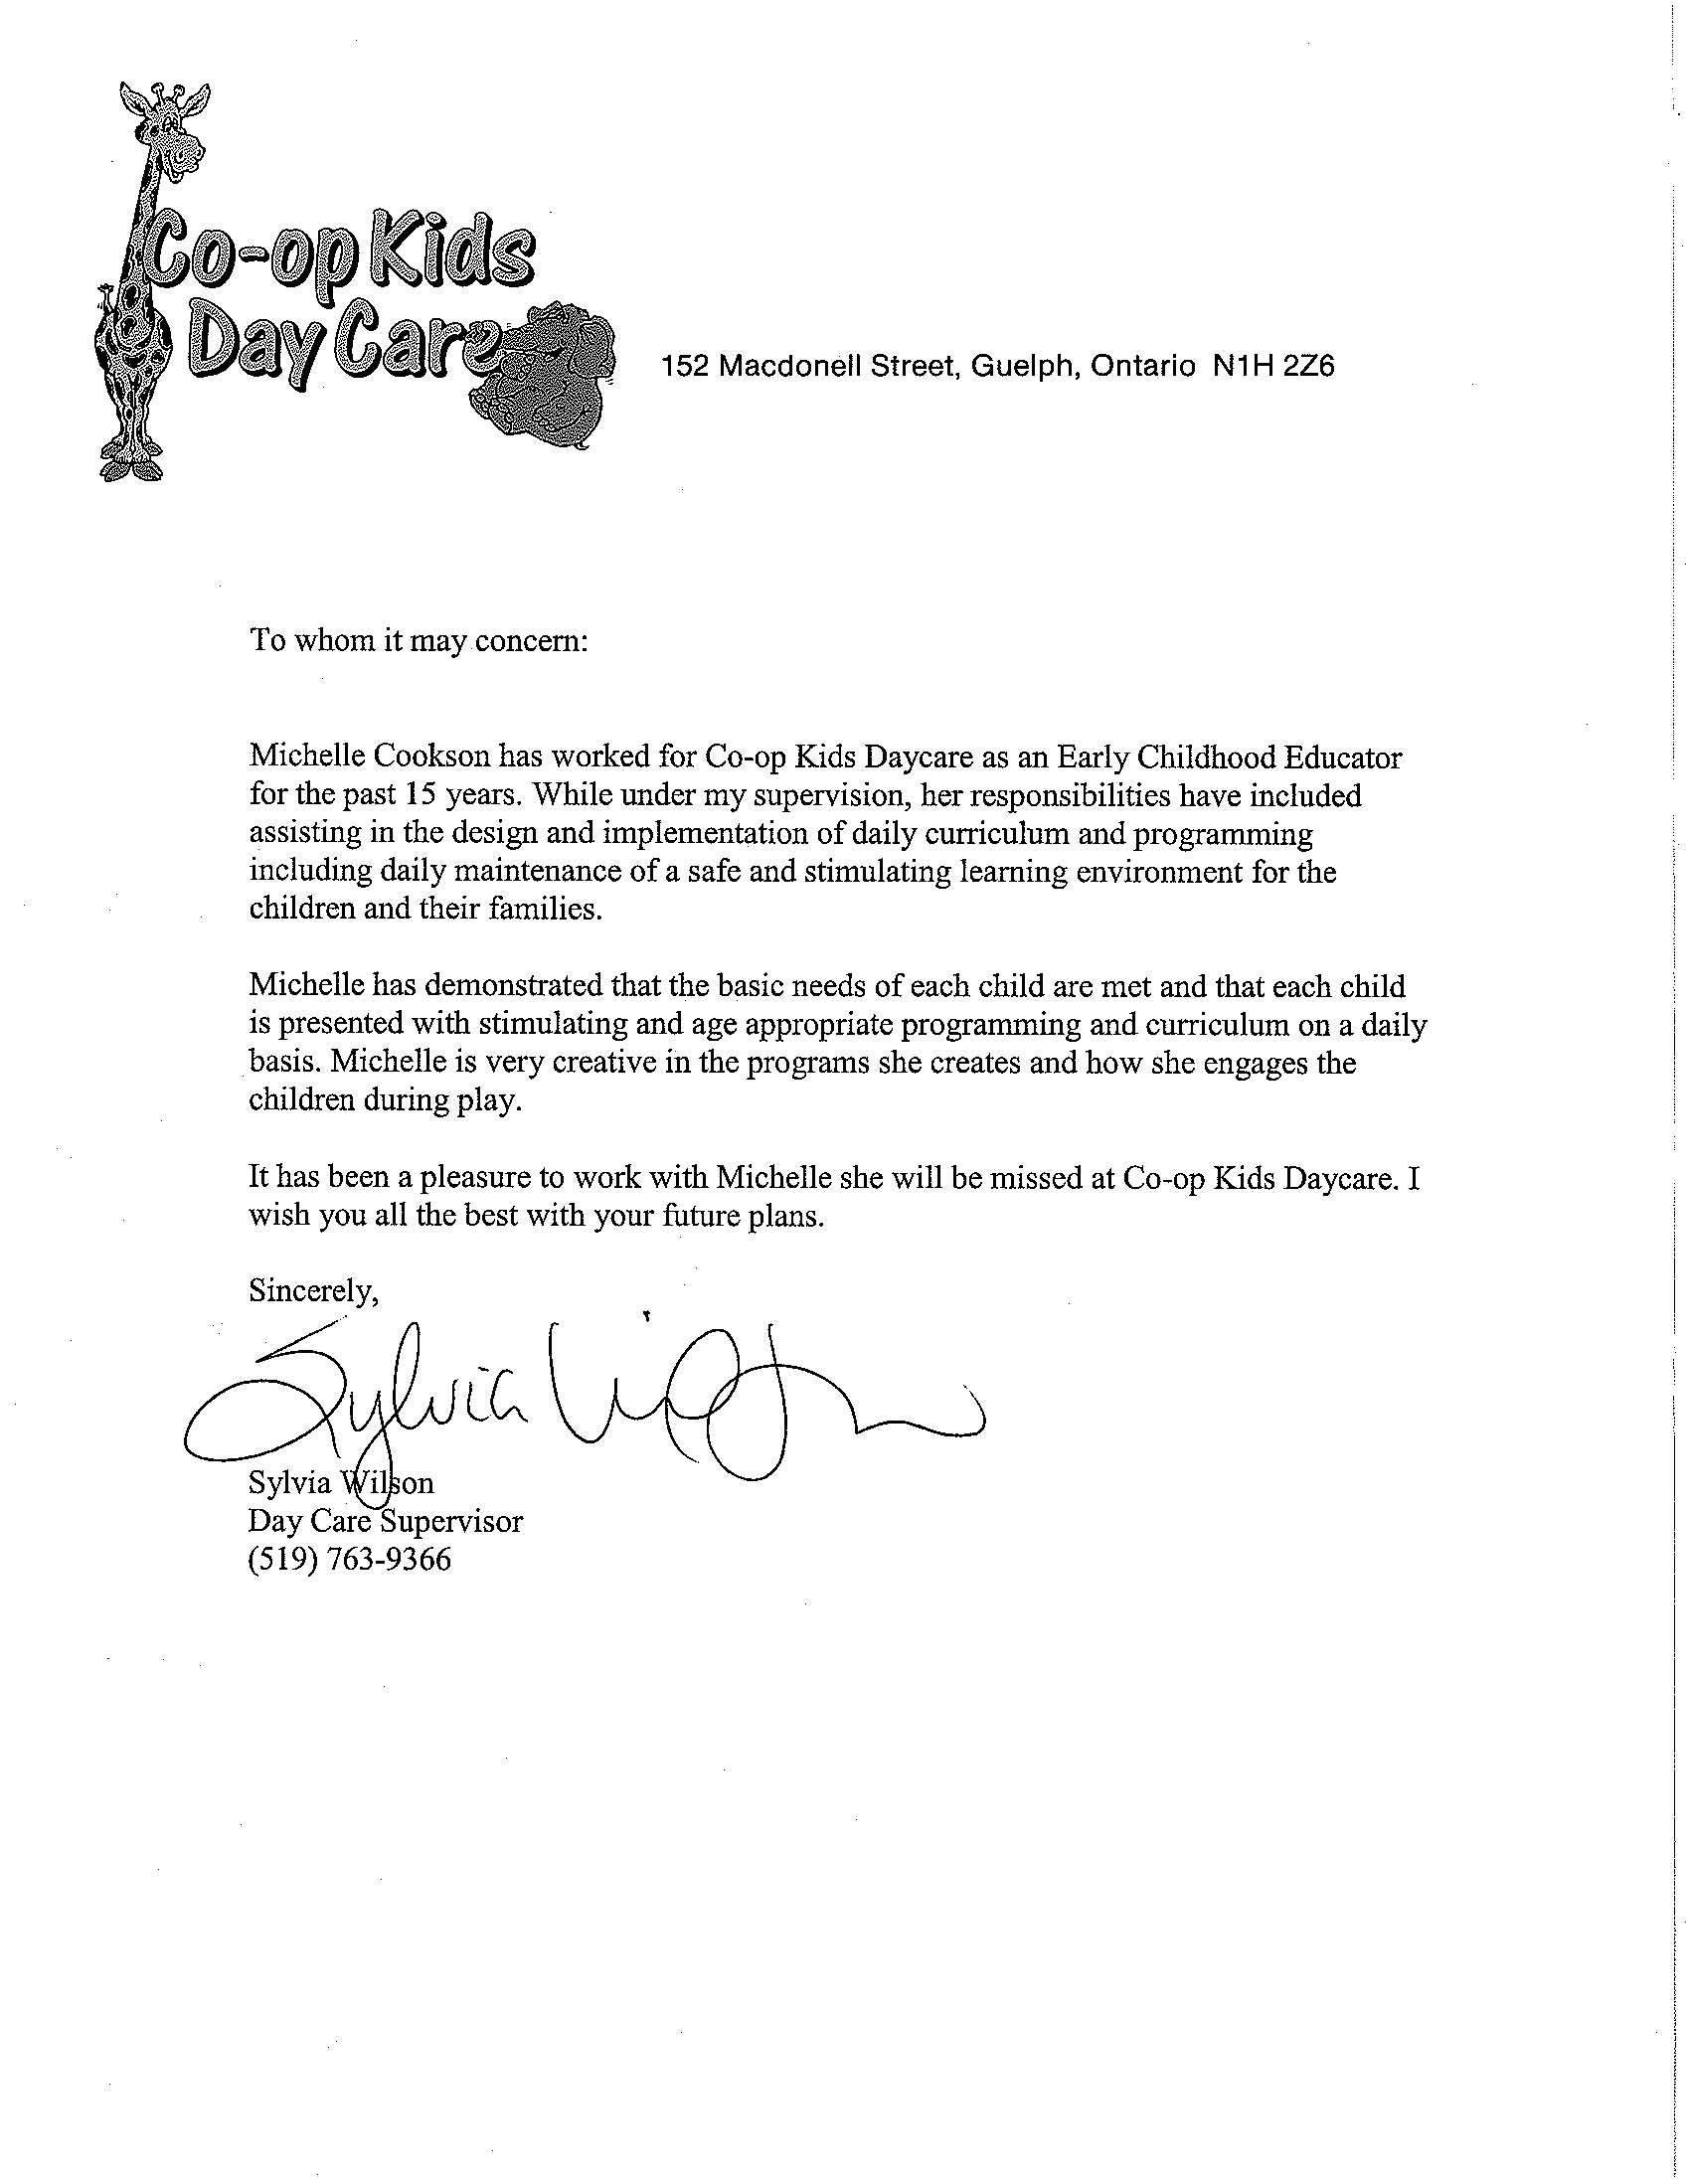 Co-op Kids
Day Care
152 Macdonell Street, Guelph, Ontario N1H 2Z6
To whom it may concern:
Michelle Cookson has worked for Co-op Kids Daycare as an Early Childhood Educator
for the past 15 years. While under my supervision, her responsibilities have included
assisting in the design and implementation of daily curriculum and programming
including daily maintenance of a safe and stimulating learning environment for the
children and their families.
Michelle has demonstrated that the basic needs of each child are met and that each child
is presented with stimulating and age appropriate programming and curriculum on a daily
basis. Michelle is very creative in the programs she creates and how she engages the
children during play.
It has been a pleasure to work with Michelle she will be missed at Co-op Kids Daycare. I
wish you all the best with your future plans.
Sincerely,
Sylvia Wilson
Sylvia Wilson
Day Care Supervisor
(519) 763-9366